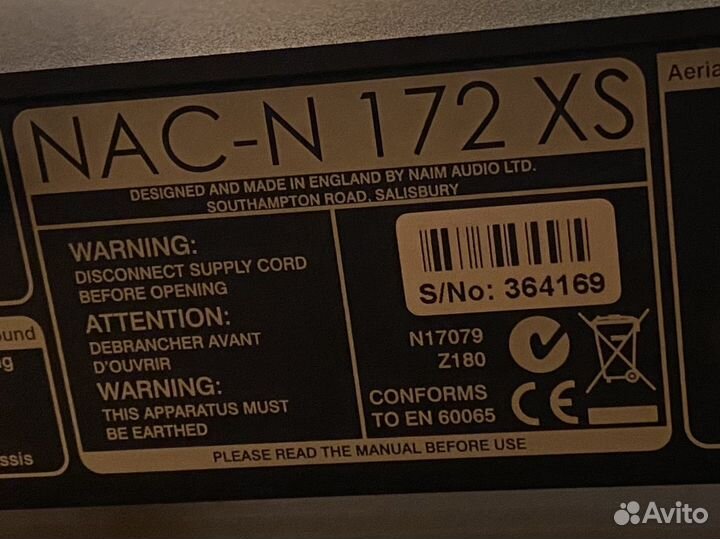 NAC-N 172 XS
DESIGNED AND MADE IN ENGLAND BY NAIM AUDIO LTD.
SOUTHAMPTON ROAD, SALISBURY
WARNING:
DISCONNECT SUPPLY CORD
BEFORE OPENING
ATTENTION:
DEBRANCHER AVANT
D'OUVRIR
WARNING:
THIS APPARATUS MUST
BE EARTHED
S/No: 364169
N17079
Z180
CONFORMS
TO EN 60065
CE
PLEASE READ THE MANUAL BEFORE USE
Aeria
ound
g
ssis
Avito